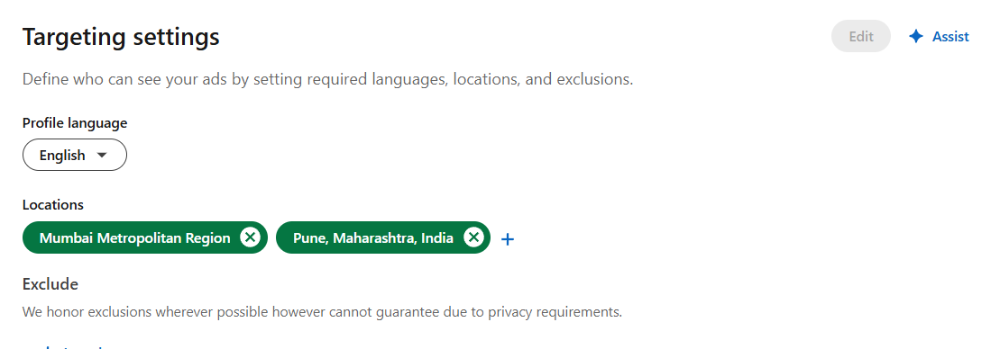 Targeting settings
Edit
Assist
Define who can see your ads by setting required languages, locations, and exclusions.
Profile language
English
Locations
Mumbai Metropolitan Region
Pune, Maharashtra, India
Exclude
We honor exclusions wherever possible however cannot guarantee due to privacy requirements.